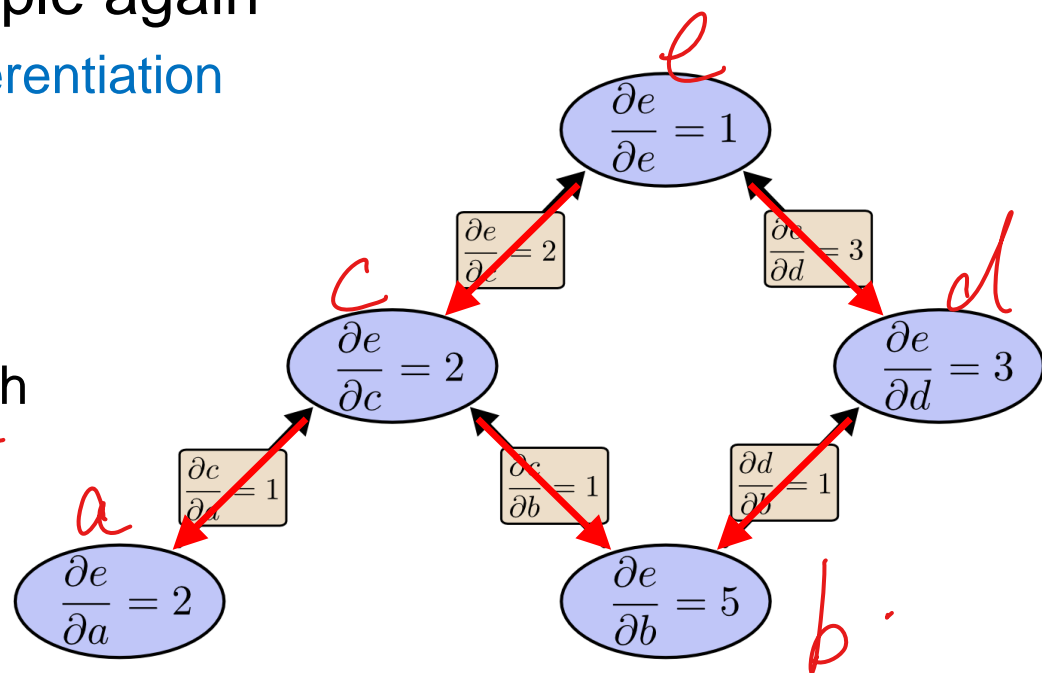 ple again
erentiation
e
∂e/∂e = 1
∂e/∂c = 2
∂e/∂d = 3
c
d
∂e/∂c = 2
∂e/∂d = 3
h
∂c/∂a = 1
∂c/∂b = 1
∂d/∂b = 1
a
∂e/∂a = 2
∂e/∂b = 5
b